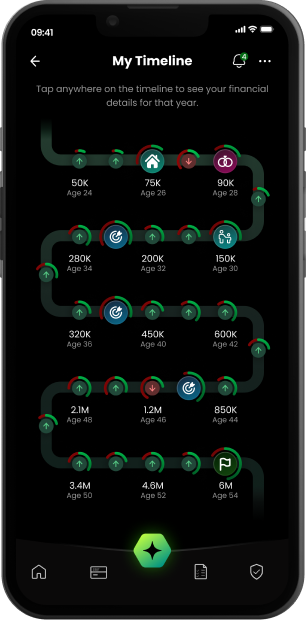 09:41
My Timeline
4
Tap anywhere on the timeline to see your financial
details for that year.
50K 75K 90K
Age 24 Age 26 Age 28
280K 200K 150K
Age 34 Age 32 Age 30
320K 450K 600K
Age 36 Age 40 Age 42
2.1M 1.2M 850K
Age 48 Age 46 Age 44
3.4M 4.6M 6M
Age 50 Age 52 Age 54